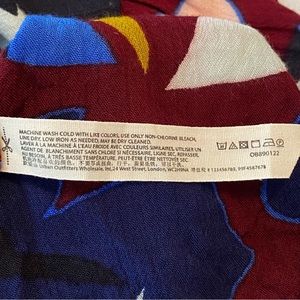 MACHINE WASH COLD WITH LIKE COLORS, USE ONLY NON-CHLORINE BLEACH,
LINE DRY, LOW IRON AS NEEDED. MAY BE DRY CLEANED.
LAVER À LA MACHINE À L'EAU FROIDE AVEC COULEURS SIMILAIRES, UTILISER UN
AGENT DE BLANCHIMENT SANS CHLORE SI NÉCESSAIRE, SÉCHER, REPASSER,
AU BESOIN, À TRÈS BASSE TEMPÉRATURE. PEUT-ÊTRE ÊTRE NETTOYER SEC.
OB890122
Urban Outfitters Wholesale, Inc. 24 West Street, London, WC2H9NA